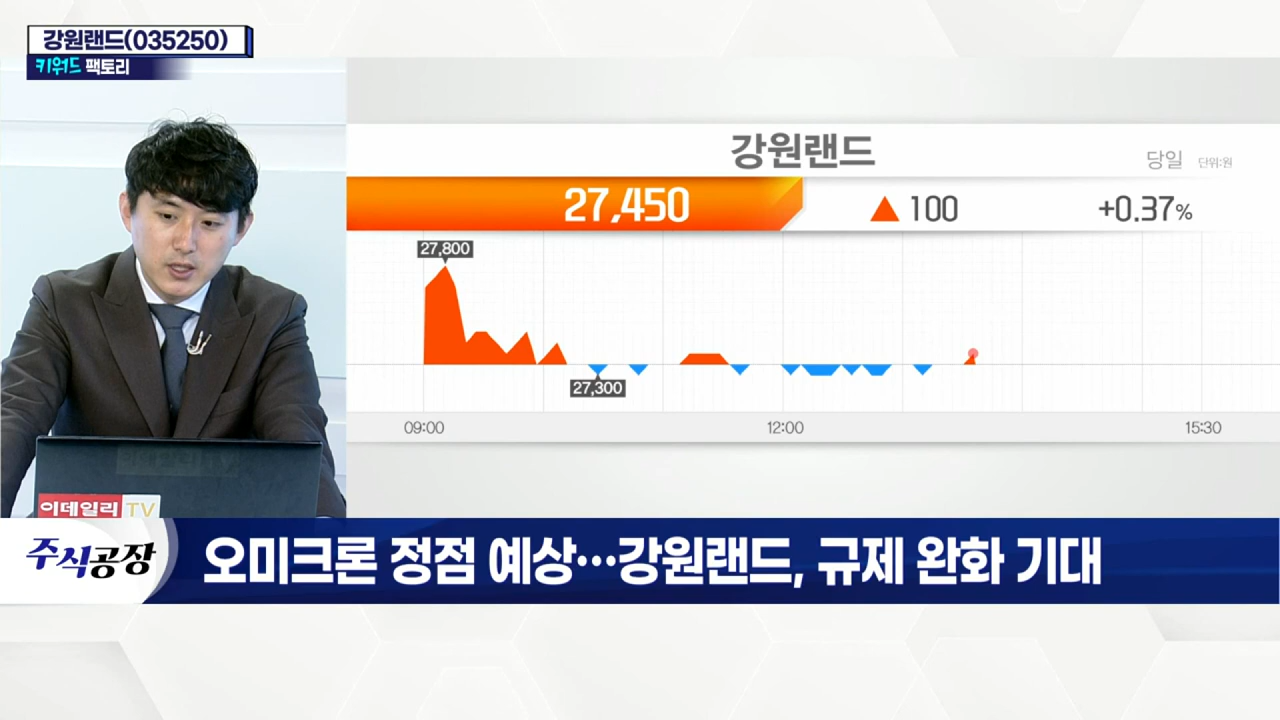 강원랜드(035250)
키워드 팩토리
강원랜드
당일 단위:원
27,450 ▲ 100 +0.37%
27,800
27,300
09:00 12:00 15:30
이데일리 TV
주식공장
오미크론 정점 예상…강원랜드, 규제 완화 기대